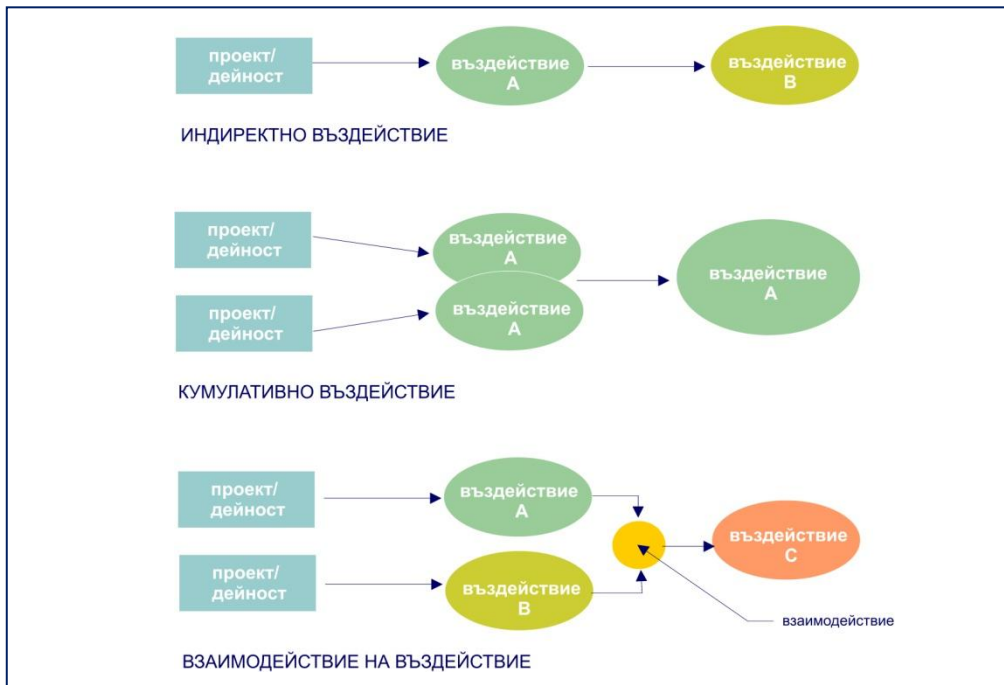 проект/
дейност
въздействие
A
въздействие
B
ИНДИРЕКТНО ВЪЗДЕЙСТВИЕ
проект/
дейност
въздействие
A
въздействие
A
проект/
дейност
въздействие
A
КУМУЛАТИВНО ВЪЗДЕЙСТВИЕ
проект/
дейност
въздействие
A
въздействие
C
проект/
дейност
въздействие
B
взаимодействие
ВЗАИМОДЕЙСТВИЕ НА ВЪЗДЕЙСТВИЕ